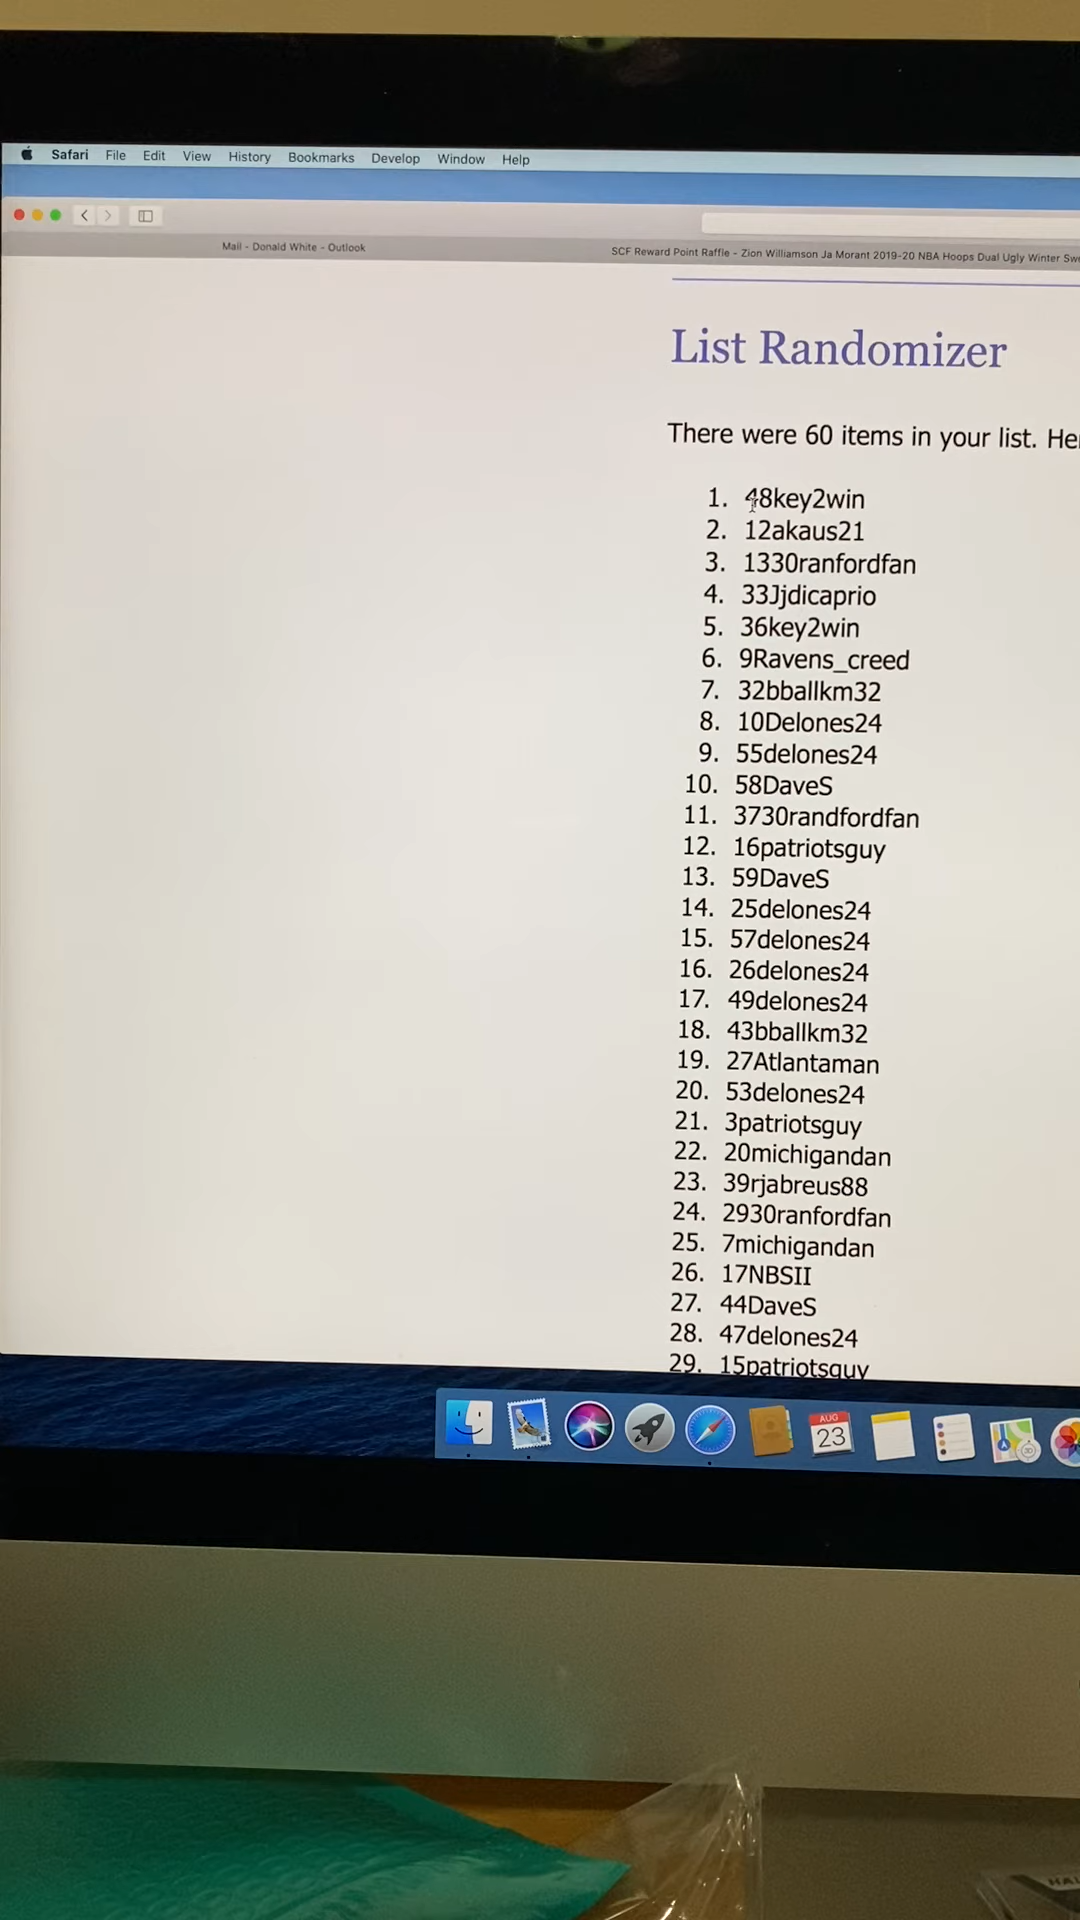 Safari File Edit View History Bookmarks Develop Window Help
Mail - Donald White - Outlook
SCF Reward Point Raffle - Zion Williamson Ja Morant 2019-20 NBA Hoops Dual Ugly Winter Swe
List Randomizer
There were 60 items in your list. Her
1. 48key2win
2. 12akaus21
3. 1330ranfordfan
4. 33Jjdicaprio
5. 36key2win
6. 9Ravens_creed
7. 32bballkm32
8. 10Delones24
9. 55delones24
10. 58DaveS
11. 3730randfordfan
12. 16patriotsguy
13. 59DaveS
14. 25delones24
15. 57delones24
16. 26delones24
17. 49delones24
18. 43bballkm32
19. 27Atlantaman
20. 53delones24
21. 3patriotsguy
22. 20michigandan
23. 39rjabreus88
24. 2930ranfordfan
25. 7michigandan
26. 17NBSII
27. 44DaveS
28. 47delones24
29. 15patriotsguy
AUG
23
3D